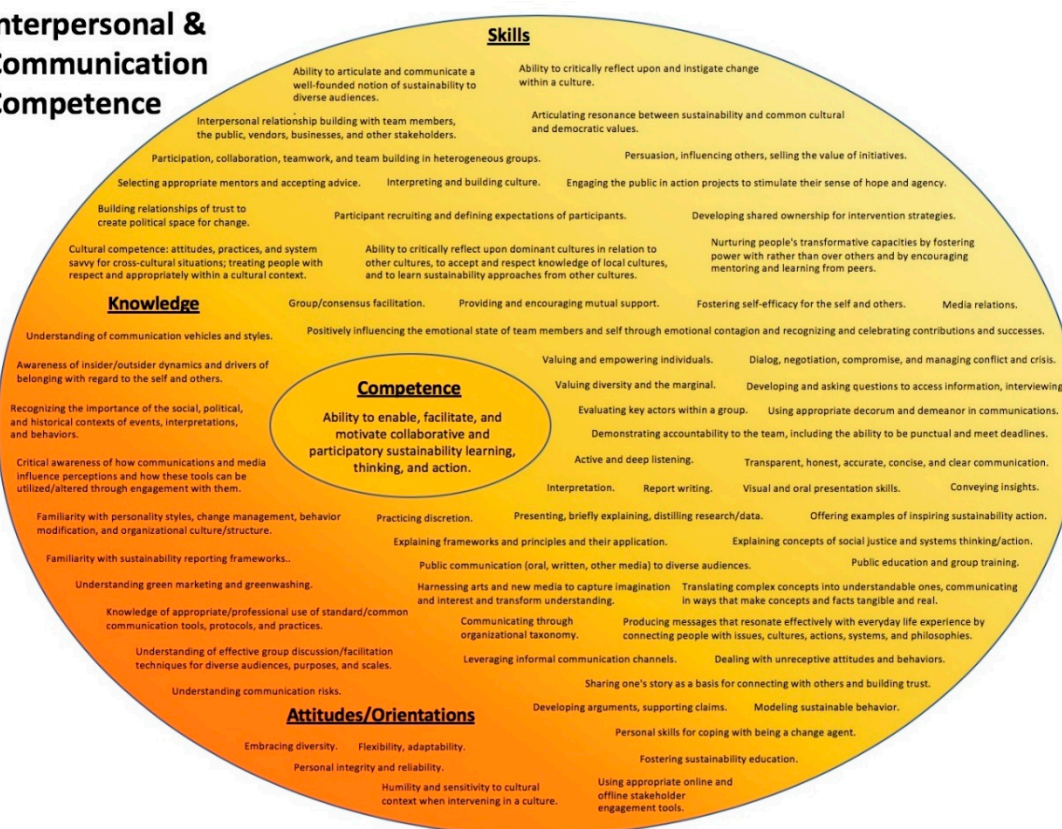 nterpersonal &
ommunication
ompetence
Skills
Ability to articulate and communicate a
well-founded notion of sustainability to
diverse audiences.
Ability to critically reflect upon and instigate change
within a culture.
Interpersonal relationship building with team members,
the public, vendors, businesses, and other stakeholders.
Articulating resonance between sustainability and common cultural
and democratic values.
Participation, collaboration, teamwork, and team building in heterogeneous groups.
Persuasion, influencing others, selling the value of initiatives.
Selecting appropriate mentors and accepting advice.
Interpreting and building culture.
Engaging the public in action projects to stimulate their sense of hope and agency.
Building relationships of trust to
create political space for change.
Participant recruiting and defining expectations of participants.
Developing shared ownership for intervention strategies.
Cultural competence: attitudes, practices, and system
savvy for cross-cultural situations; treating people with
respect and appropriately within a cultural context.
Ability to critically reflect upon dominant cultures in relation to
other cultures, to accept and respect knowledge of local cultures,
and to learn sustainability approaches from other cultures.
Nurturing people's transformative capacities by fostering
power with rather than over others and by encouraging
mentoring and learning from peers.
Group/consensus facilitation.
Providing and encouraging mutual support.
Fostering self-efficacy for the self and others.
Media relations.
Positively influencing the emotional state of team members and self through emotional contagion and recognizing and celebrating contributions and successes.
Valuing and empowering individuals.
Dialog, negotiation, compromise, and managing conflict and crisis.
Valuing diversity and the marginal.
Developing and asking questions to access information, interviewing
Evaluating key actors within a group.
Using appropriate decorum and demeanor in communications.
Demonstrating accountability to the team, including the ability to be punctual and meet deadlines.
Active and deep listening.
Transparent, honest, accurate, concise, and clear communication.
Interpretation.
Report writing.
Visual and oral presentation skills.
Conveying insights.
Practicing discretion.
Presenting, briefly explaining, distilling research/data.
Offering examples of inspiring sustainability action.
Explaining frameworks and principles and their application.
Explaining concepts of social justice and systems thinking/action.
Public communication (oral, written, other media) to diverse audiences.
Public education and group training.
Harnessing arts and new media to capture imagination
and interest and transform understanding.
Translating complex concepts into understandable ones, communicating
in ways that make concepts and facts tangible and real.
Communicating through
organizational taxonomy.
Producing messages that resonate effectively with everyday life experience by
connecting people with issues, cultures, actions, systems, and philosophies.
Leveraging informal communication channels.
Dealing with unreceptive attitudes and behaviors.
Sharing one's story as a basis for connecting with others and building trust.
Developing arguments, supporting claims.
Modeling sustainable behavior.
Personal skills for coping with being a change agent.
Fostering sustainability education.
Using appropriate online and
offline stakeholder
engagement tools.
Knowledge
Understanding of communication vehicles and styles.
Awareness of insider/outsider dynamics and drivers of
belonging with regard to the self and others.
Recognizing the importance of the social, political,
and historical contexts of events, interpretations,
and behaviors.
Critical awareness of how communications and media
influence perceptions and how these tools can be
utilized/altered through engagement with them.
Familiarity with personality styles, change management, behavior
modification, and organizational culture/structure.
Familiarity with sustainability reporting frameworks..
Understanding green marketing and greenwashing.
Knowledge of appropriate/professional use of standard/common
communication tools, protocols, and practices.
Understanding of effective group discussion/facilitation
techniques for diverse audiences, purposes, and scales.
Understanding communication risks.
Competence
Ability to enable, facilitate, and
motivate collaborative and
participatory sustainability learning,
thinking, and action.
Attitudes/Orientations
Embracing diversity.
Flexibility, adaptability.
Personal integrity and reliability.
Humility and sensitivity to cultural
context when intervening in a culture.